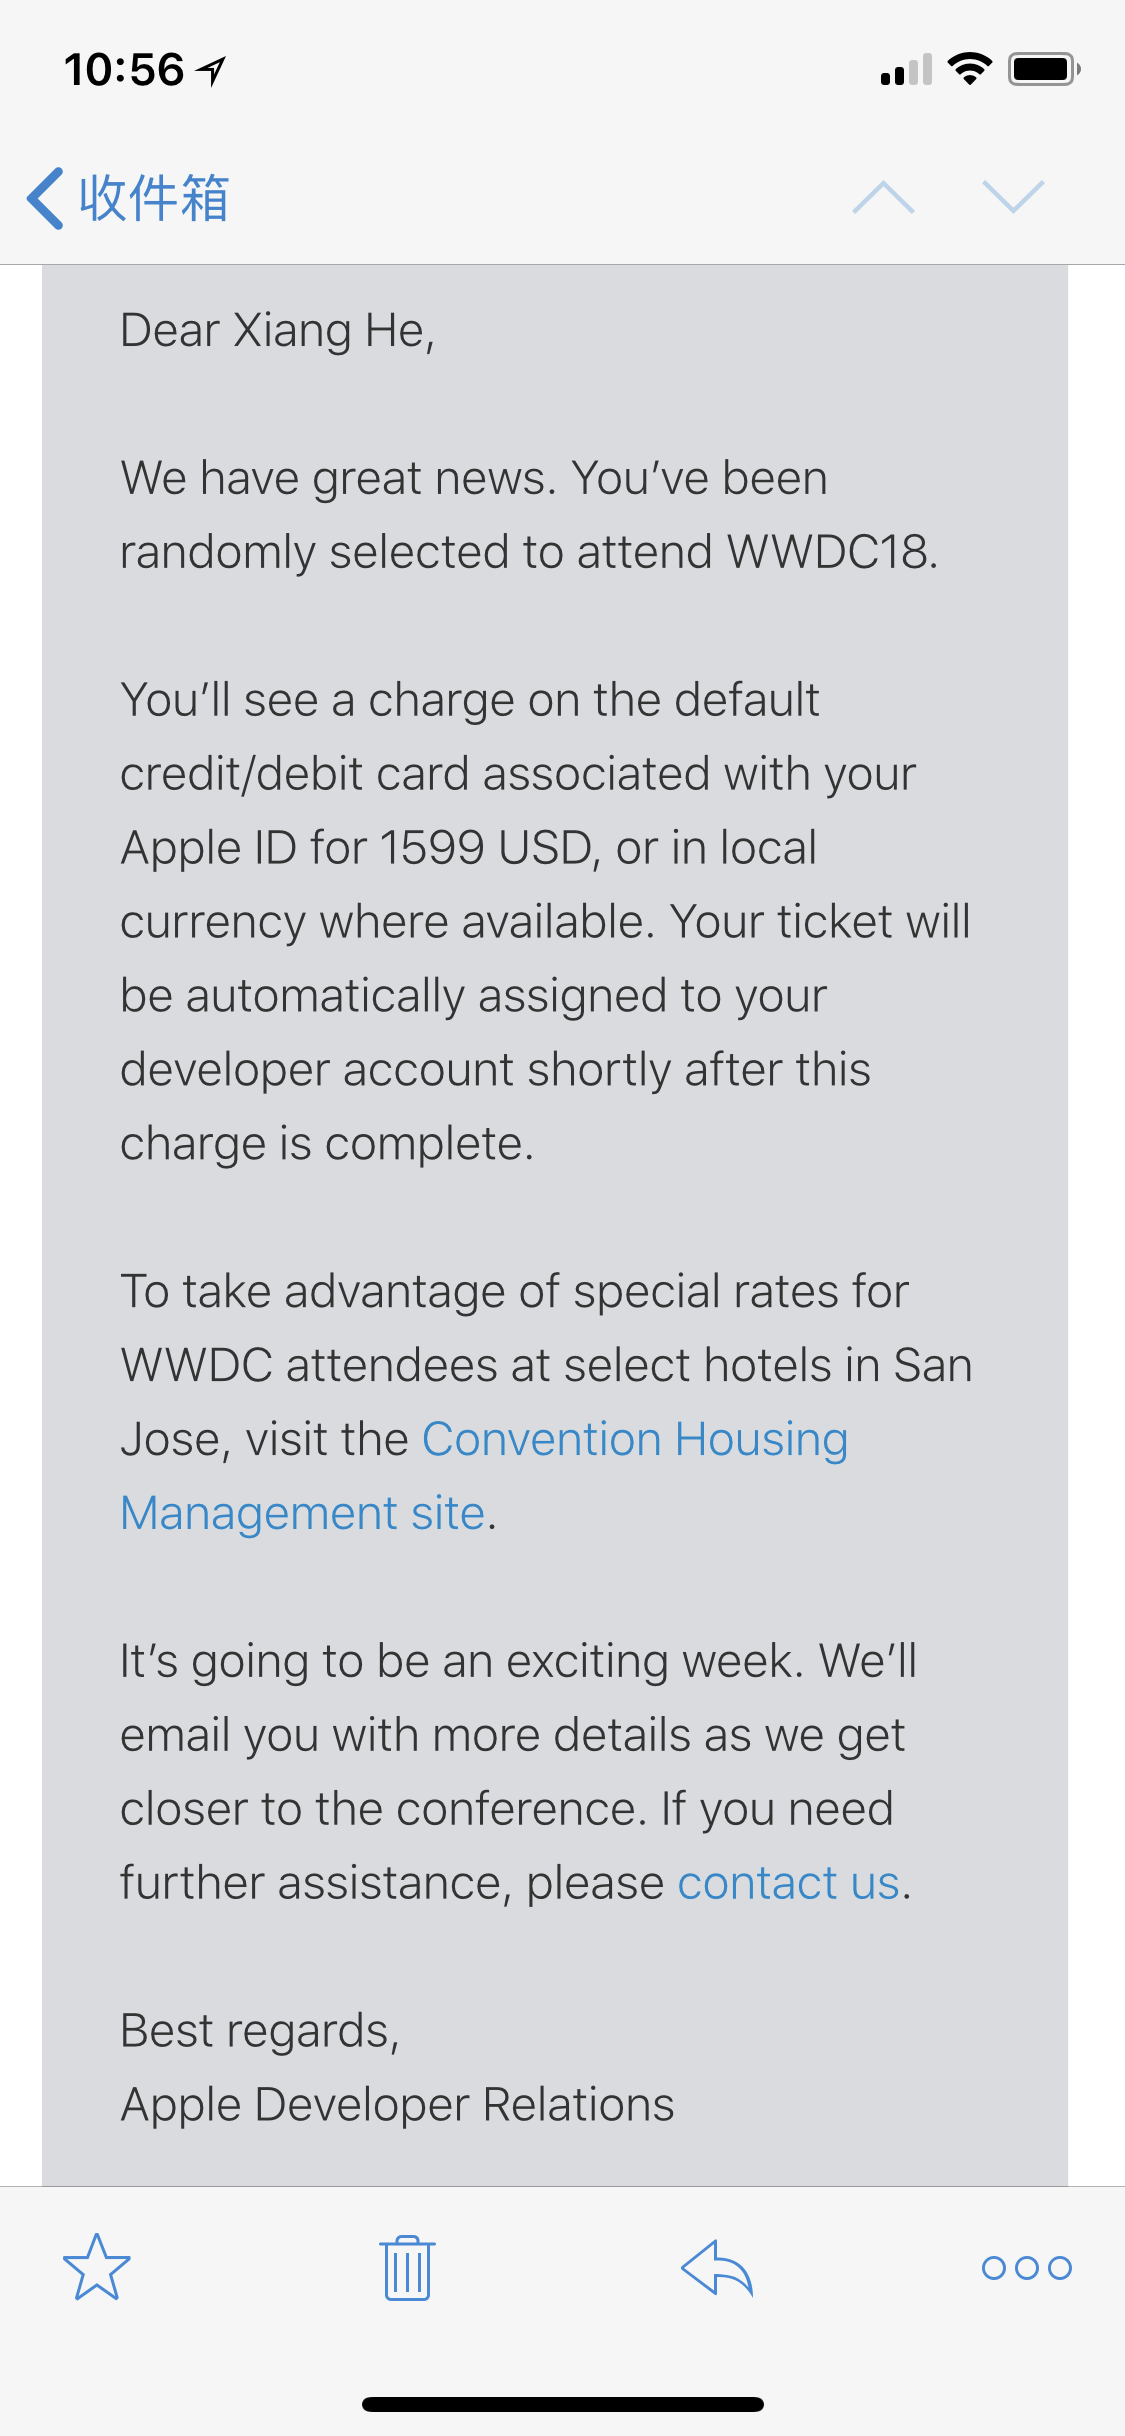 10:56
收件箱
Dear Xiang He,
We have great news. You’ve been
randomly selected to attend WWDC18.
You’ll see a charge on the default
credit/debit card associated with your
Apple ID for 1599 USD, or in local
currency where available. Your ticket will
be automatically assigned to your
developer account shortly after this
charge is complete.
To take advantage of special rates for
WWDC attendees at select hotels in San
Jose, visit the Convention Housing
Management site.
It’s going to be an exciting week. We’ll
email you with more details as we get
closer to the conference. If you need
further assistance, please contact us.
Best regards,
Apple Developer Relations